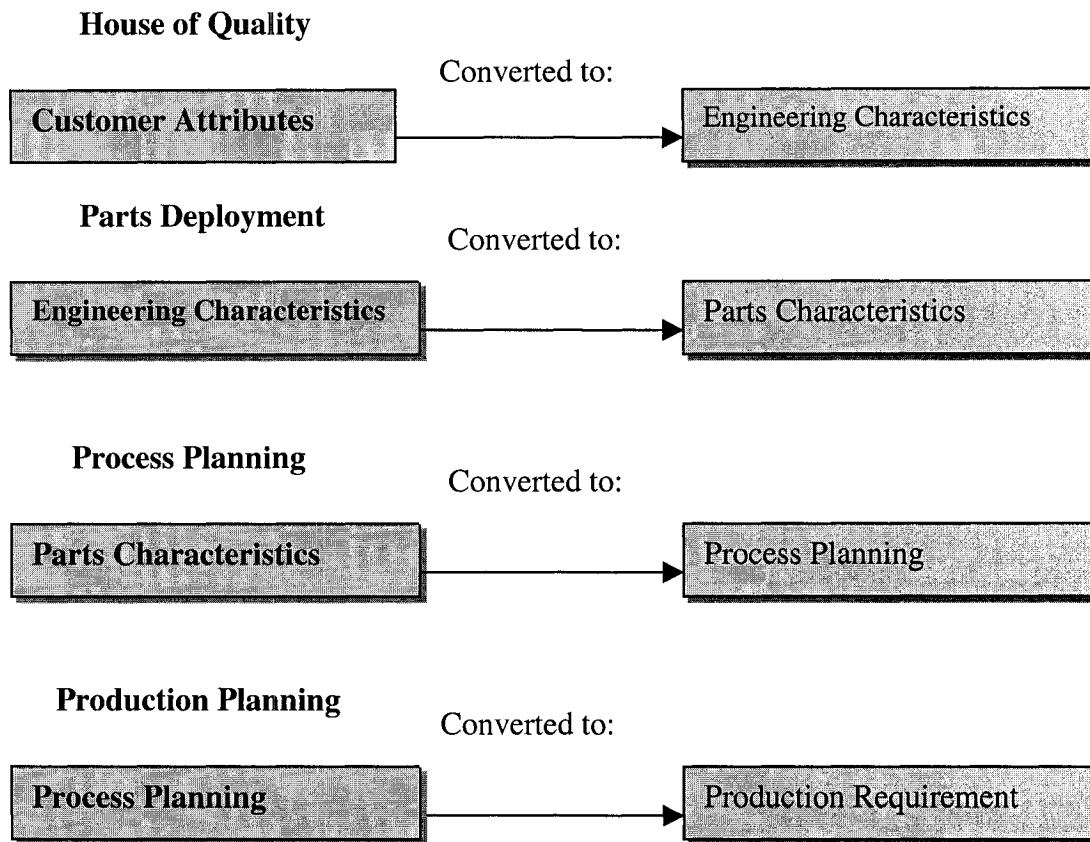 House of Quality
Converted to:
Customer Attributes
Engineering Characteristics
Parts Deployment
Converted to:
Engineering Characteristics
Parts Characteristics
Process Planning
Converted to:
Parts Characteristics
Process Planning
Production Planning
Converted to:
Process Planning
Production Requirement